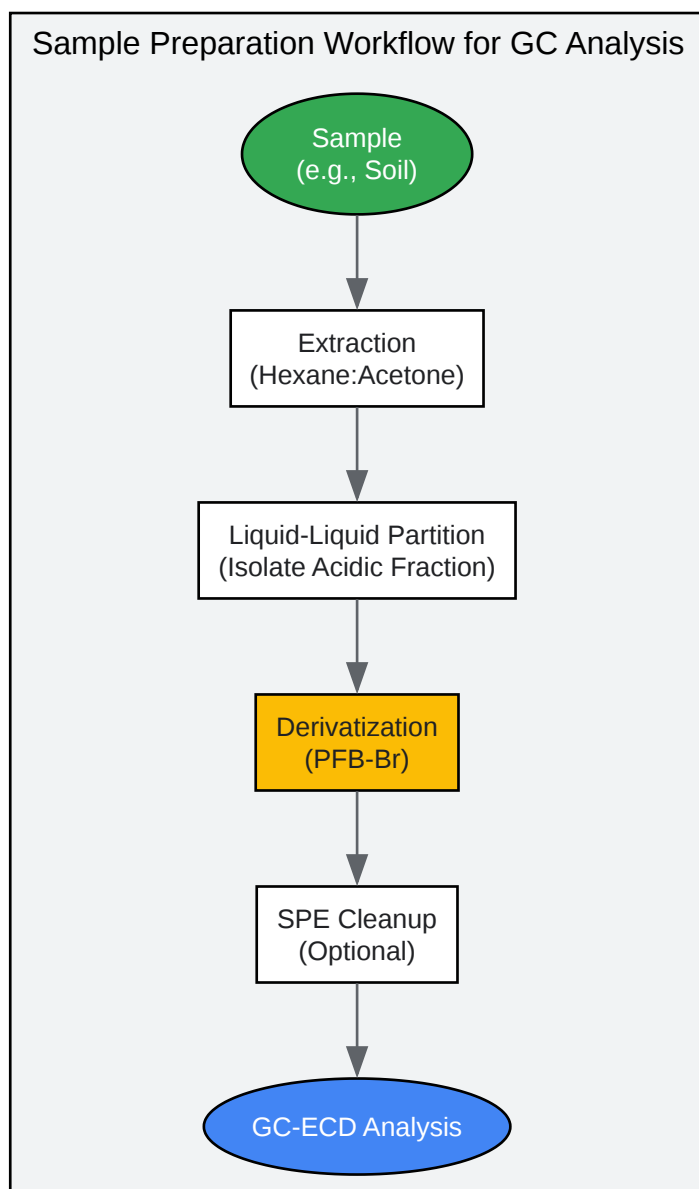 Sample Preparation Workflow for GC Analysis
Sample
(e.g., Soil)
Extraction
(Hexane:Acetone)
Liquid-Liquid Partition
(Isolate Acidic Fraction)
Derivatization
(PFB-Br)
SPE Cleanup
(Optional)
GC-ECD Analysis